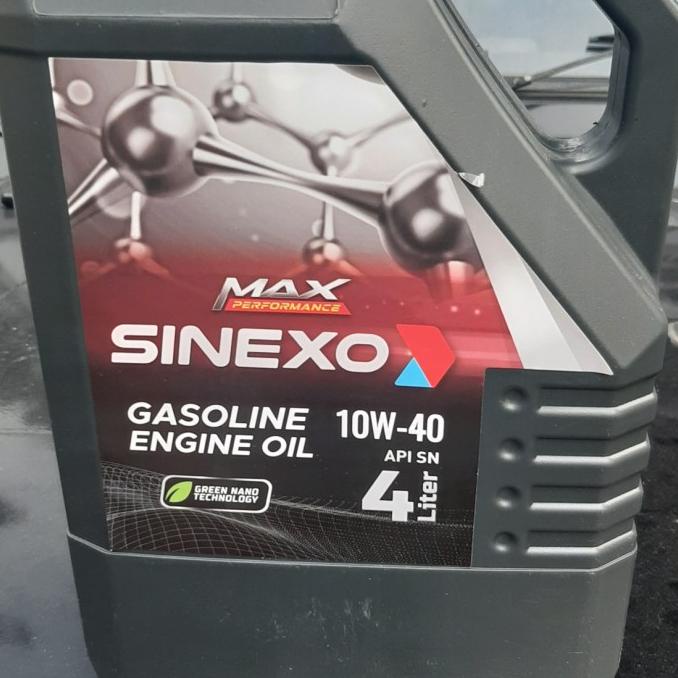 MAX
PERFORMANCE
SINEXO
GASOLINE
ENGINE OIL
10W-40
API SN
4 Liter
GREEN NANO
TECHNOLOGY